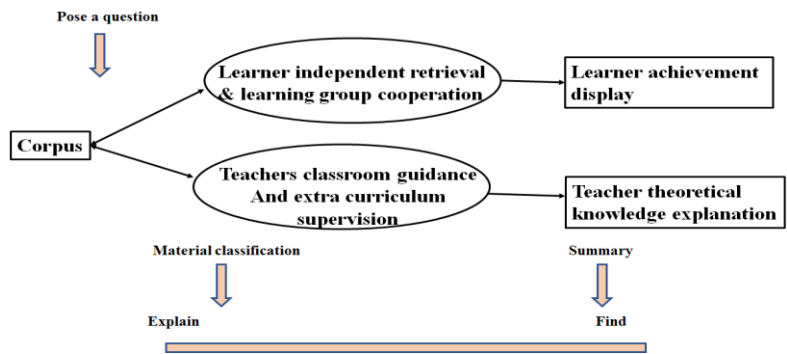 Pose a question
Learner independent retrieval
& learning group cooperation
Learner achievement
display
Corpus
Teachers classroom guidance
And extra curriculum
supervision
Teacher theoretical
knowledge explanation
Material classification
Summary
Explain
Find